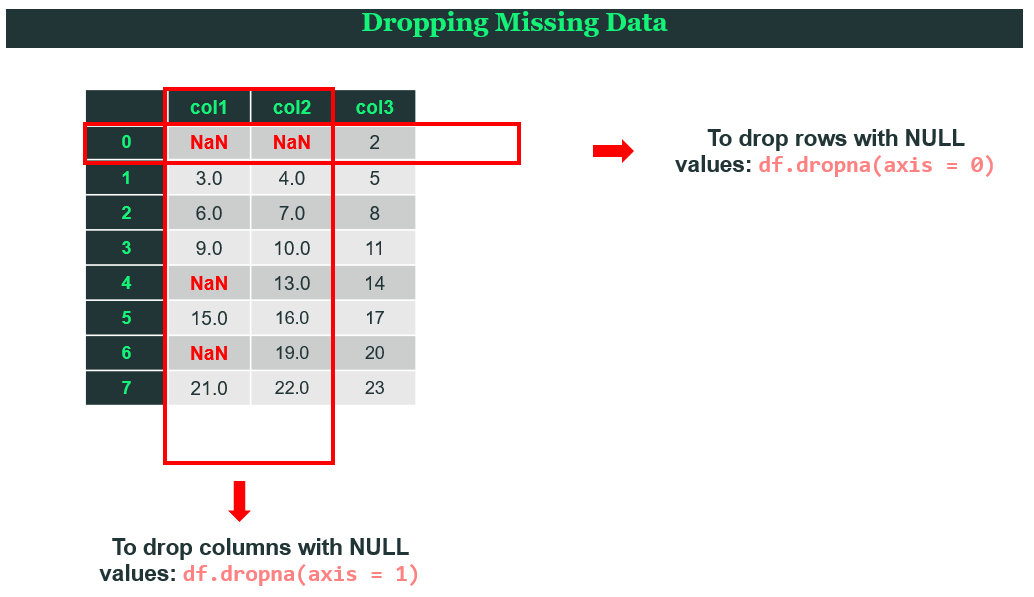 Dropping Missing Data
col1 col2 col3
0 NaN NaN 2
1 3.0 4.0 5
2 6.0 7.0 8
3 9.0 10.0 11
4 NaN 13.0 14
5 15.0 16.0 17
6 NaN 19.0 20
7 21.0 22.0 23
To drop rows with NULL
values: df.dropna(axis = 0)
To drop columns with NULL
values: df.dropna(axis = 1)